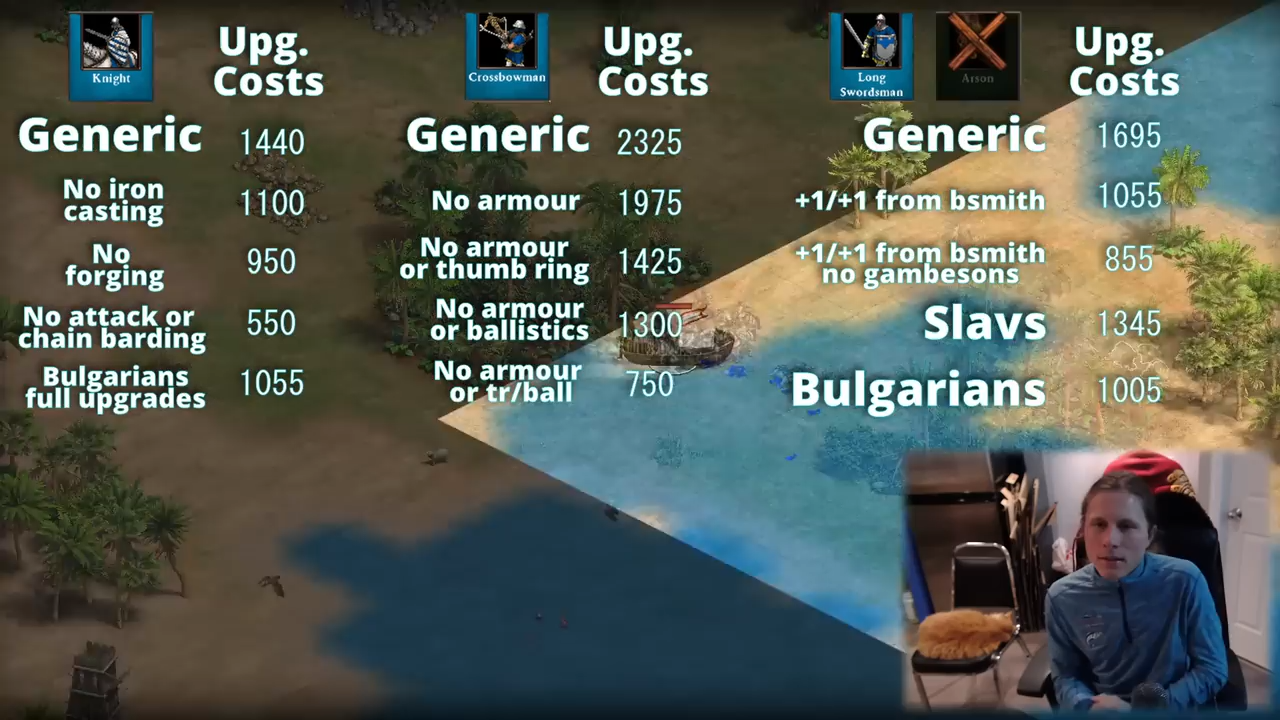 Knight
Upg.
Costs
Generic 1440
No iron
casting 1100
No
forging 950
No attack or
chain barding 550
Bulgarians
full upgrades 1055
Crossbowman
Upg.
Costs
Generic 2325
No armour 1975
No armour
or thumb ring 1425
No armour
or ballistics 1300
No armour
or tr/ball 750
Long
Swordsman
Arson
Upg.
Costs
Generic 1695
+1/+1 from bsmith 1055
+1/+1 from bsmith
no gambesons 855
Slavs 1345
Bulgarians 1005